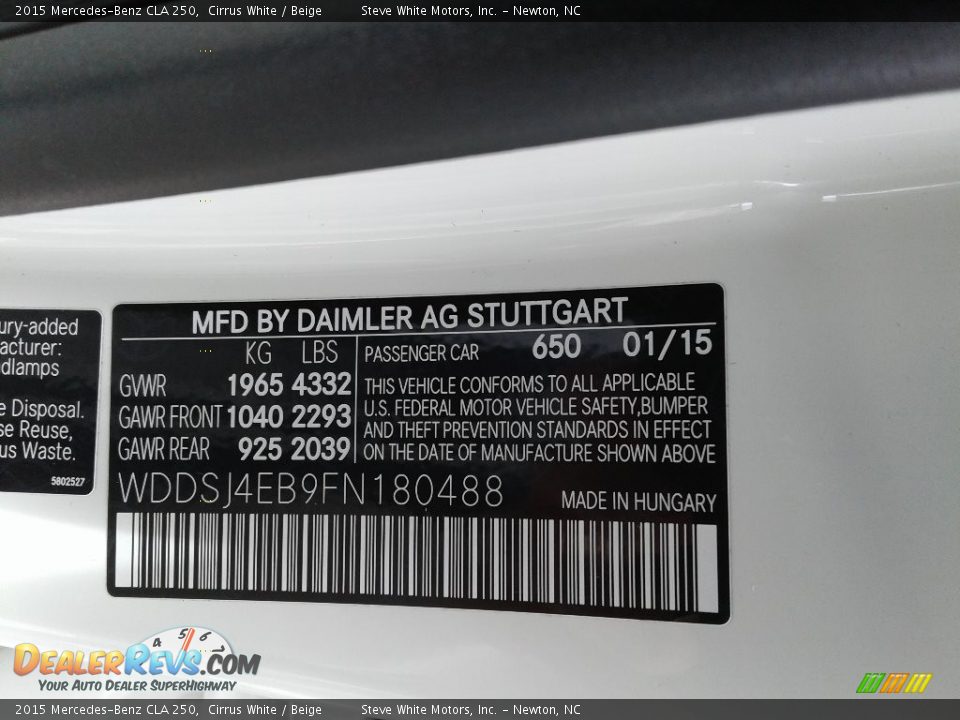 2015 Mercedes-Benz CLA 250, Cirrus White / Beige Steve White Motors, Inc. - Newton, NC
ury-added
acturer:
dlamps
e Disposal.
se Reuse,
us Waste.
5802527
MFD BY DAIMLER AG STUTTGART
KG LBS
GVWR 1965 4332
GAWR FRONT 1040 2293
GAWR REAR 925 2039
PASSENGER CAR 650 01/15
THIS VEHICLE CONFORMS TO ALL APPLICABLE
U.S. FEDERAL MOTOR VEHICLE SAFETY,BUMPER
AND THEFT PREVENTION STANDARDS IN EFFECT
ON THE DATE OF MANUFACTURE SHOWN ABOVE
WDDSJ4EB9FN180488 MADE IN HUNGARY
4 5 6 7
DEALERREVS.COM
YOUR AUTO DEALER SUPERHIGHWAY
2015 Mercedes-Benz CLA 250, Cirrus White / Beige Steve White Motors, Inc. - Newton, NC